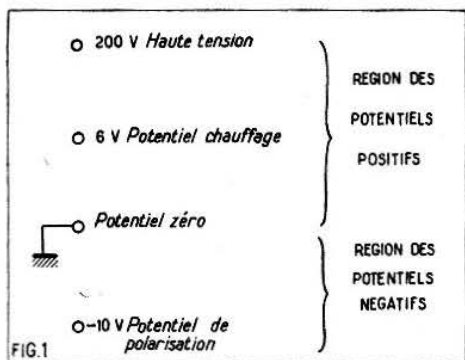 200 V Haute tension
6 V Potentiel chauffage
Potentiel zéro
-10 V Potentiel de
polarisation
REGION DES
POTENTIELS
POSITIFS
REGION DES
POTENTIELS
NEGATIFS
FIG.1